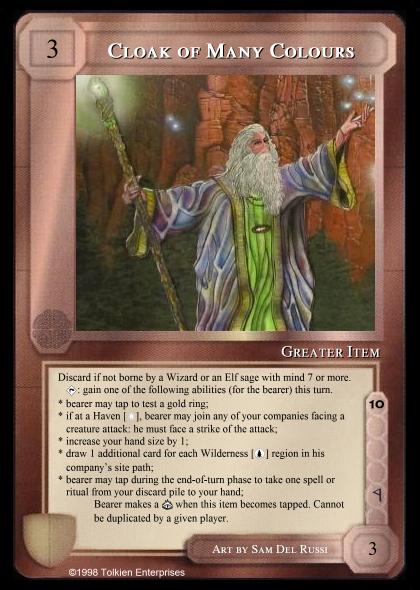 3
CLOAK OF MANY COLOURS
GREATER ITEM
Discard if not borne by a Wizard or an Elf sage with mind 7 or more.
: gain one of the following abilities (for the bearer) this turn.
* bearer may tap to test a gold ring;
* if at a Haven [ ], bearer may join any of your companies facing a
creature attack: he must face a strike of the attack;
* increase your hand size by 1;
* draw 1 additional card for each Wilderness [ ] region in his
company's site path;
* bearer may tap during the end-of-turn phase to take one spell or
ritual from your discard pile to your hand;
Bearer makes a when this item becomes tapped. Cannot
be duplicated by a given player.
10
ART BY SAM DEL RUSSI
3
©1998 Tolkien Enterprises